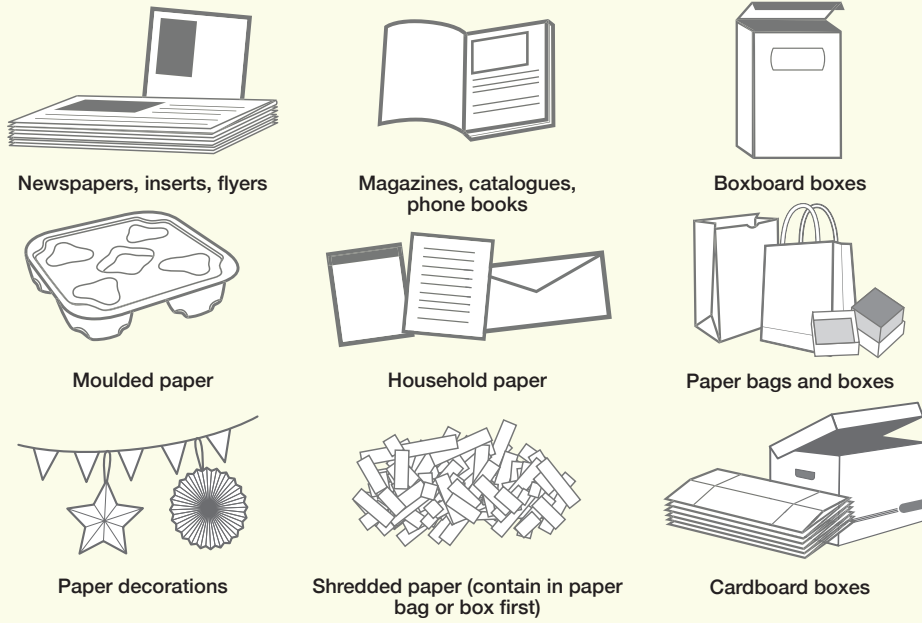 Newspapers, inserts, flyers
Magazines, catalogues,
phone books
Boxboard boxes
Moulded paper
Household paper
Paper bags and boxes
Paper decorations
Shredded paper (contain in paper
bag or box first)
Cardboard boxes